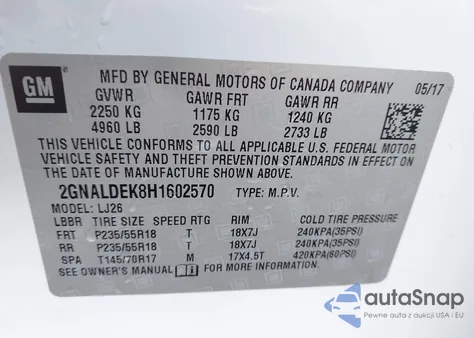 GM
MFD BY GENERAL MOTORS OF CANADA COMPANY 05/17
GVWR GAWR FRT GAWR RR
2250 KG 1175 KG 1240 KG
4960 LB 2590 LB 2733 LB
THIS VEHICLE CONFORMS TO ALL APPLICABLE U.S. FEDERAL MOTOR
VEHICLE SAFETY AND THEFT PREVENTION STANDARDS IN EFFECT ON
THE DATE OF MANUFACTURE SHOWN ABOVE.
2GNALDEK8H1602570 TYPE: M.P.V.
MODEL: LJ26
LBBR TIRE SIZE SPEED RTG RIM COLD TIRE PRESSURE
FRT P235/55R18 T 18X7J 240KPA(35PSI)
RR P235/55R18 T 18X7J 240KPA(35PSI)
SPA T145/70R17 M 17X4.5T 420KPA(60PSI)
SEE OWNER'S MANUAL FOR ADDITIONAL INFORMATION
autoSnap
Pewne auta z USA i EU